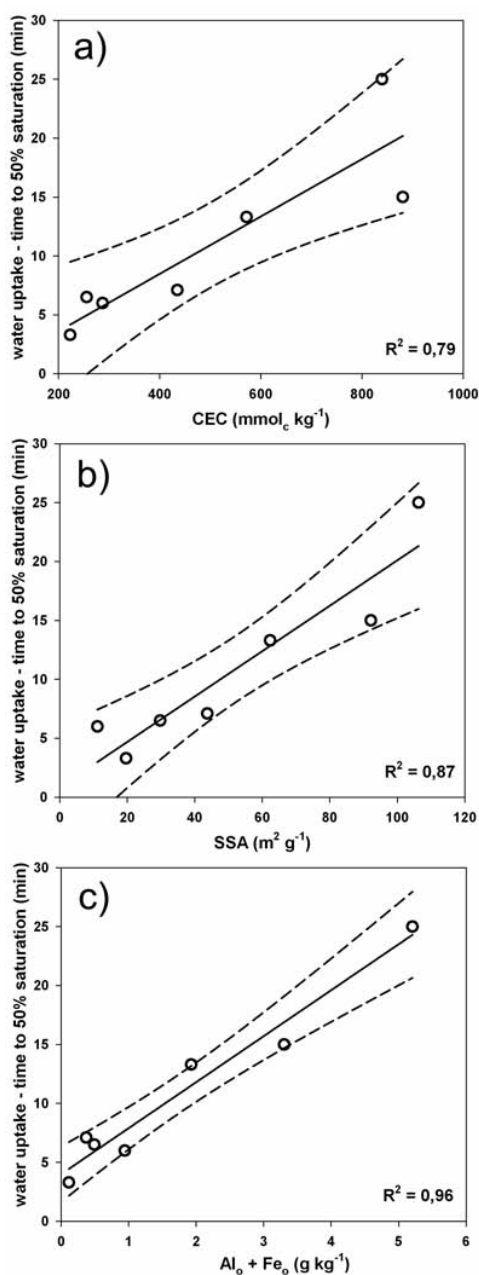 a)
water uptake - time to 50% saturation (min)
30
25
20
15
10
5
0
R² = 0,79
200 400 600 800 1000
CEC (mmol_c kg⁻¹)
b)
water uptake - time to 50% saturation (min)
30
25
20
15
10
5
0
R² = 0,87
0 20 40 60 80 100 120
SSA (m² g⁻¹)
c)
water uptake - time to 50% saturation (min)
30
25
20
15
10
5
0
R² = 0,96
0 1 2 3 4 5 6
Al_o + Fe_o (g kg⁻¹)